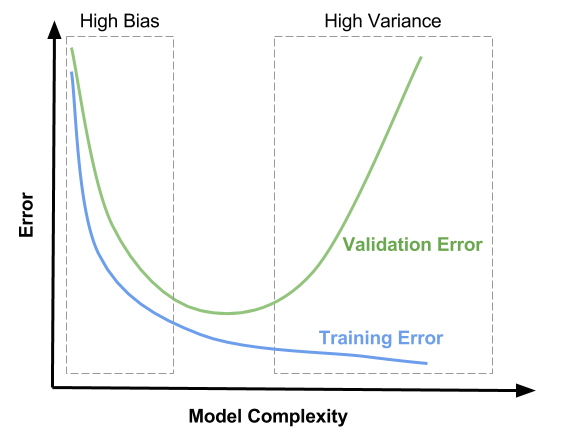 High Bias
High Variance
Error
Validation Error
Training Error
Model Complexity